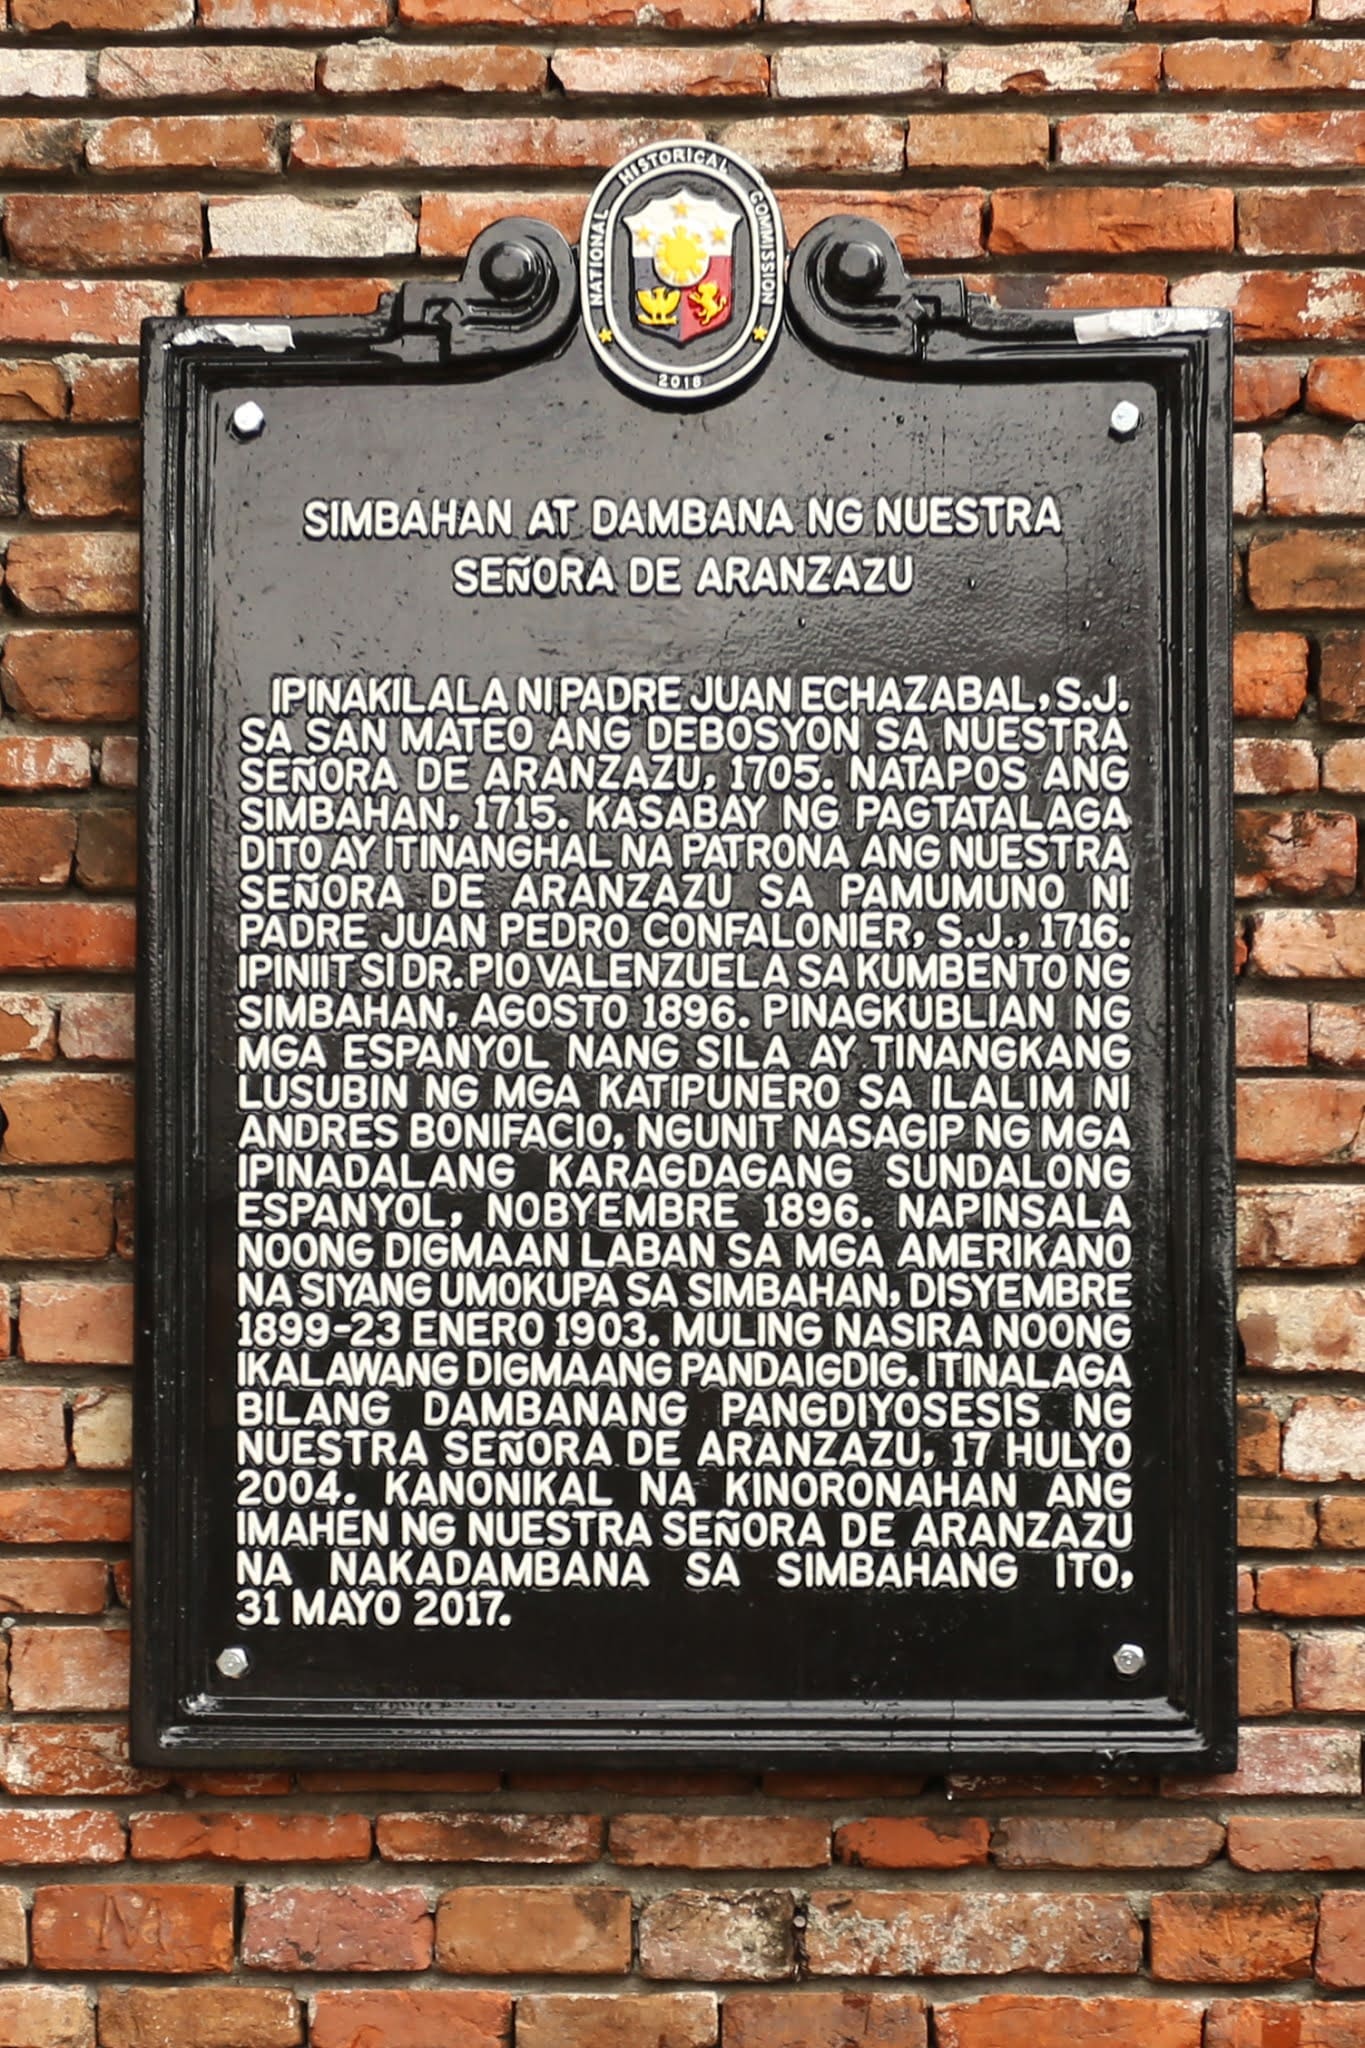 NATIONAL HISTORICAL COMMISSION
2018
SIMBAHAN AT DAMBANA NG NUESTRA
SEÑORA DE ARANZAZU
IPINAKILALA NI PADRE JUAN ECHAZABAL, S.J.
SA SAN MATEO ANG DEBOSYON SA NUESTRA
SEÑORA DE ARANZAZU, 1705. NATAPOS ANG
SIMBAHAN, 1715. KASABAY NG PAGTATALAGA
DITO AY ITINANGHAL NA PATRONA ANG NUESTRA
SEÑORA DE ARANZAZU SA PAMUMUNO NI
PADRE JUAN PEDRO CONFALONIER, S.J., 1716.
IPINIIT SI DR. PIO VALENZUELA SA KUMBENTO NG
SIMBAHAN, AGOSTO 1896. PINAGKUBLIAN NG
MGA ESPANYOL NANG SILA AY TINANGKANG
LUSUBIN NG MGA KATIPUNERO SA ILALIM NI
ANDRES BONIFACIO, NGUNIT NASAGIP NG MGA
IPINADALANG KARAGDAGANG SUNDALONG
ESPANYOL, NOBYEMBRE 1896. NAPINSALA
NOONG DIGMAAN LABAN SA MGA AMERIKANO
NA SIYANG UMOKUPA SA SIMBAHAN, DISYEMBRE
1899-23 ENERO 1903. MULING NASIRA NOONG
IKALAWANG DIGMAANG PANDAIGDIG. ITINALAGA
BILANG DAMBANANG PANGDIYOSESIS NG
NUESTRA SEÑORA DE ARANZAZU, 17 HULYO
2004. KANONIKAL NA KINORONAHAN ANG
IMAHEN NG NUESTRA SEÑORA DE ARANZAZU
NA NAKADAMBANA SA SIMBAHANG ITO,
31 MAYO 2017.